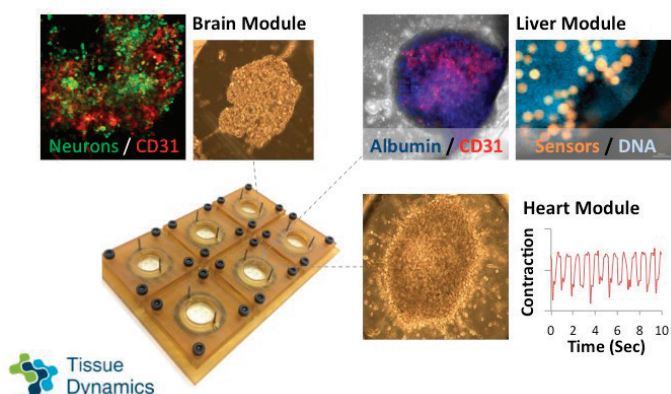 Brain Module
Liver Module
Neurons / CD31
Albumin / CD31
Sensors / DNA
Heart Module
Contraction
0 2 4 6 8 10
Time (Sec)
Tissue
Dynamics